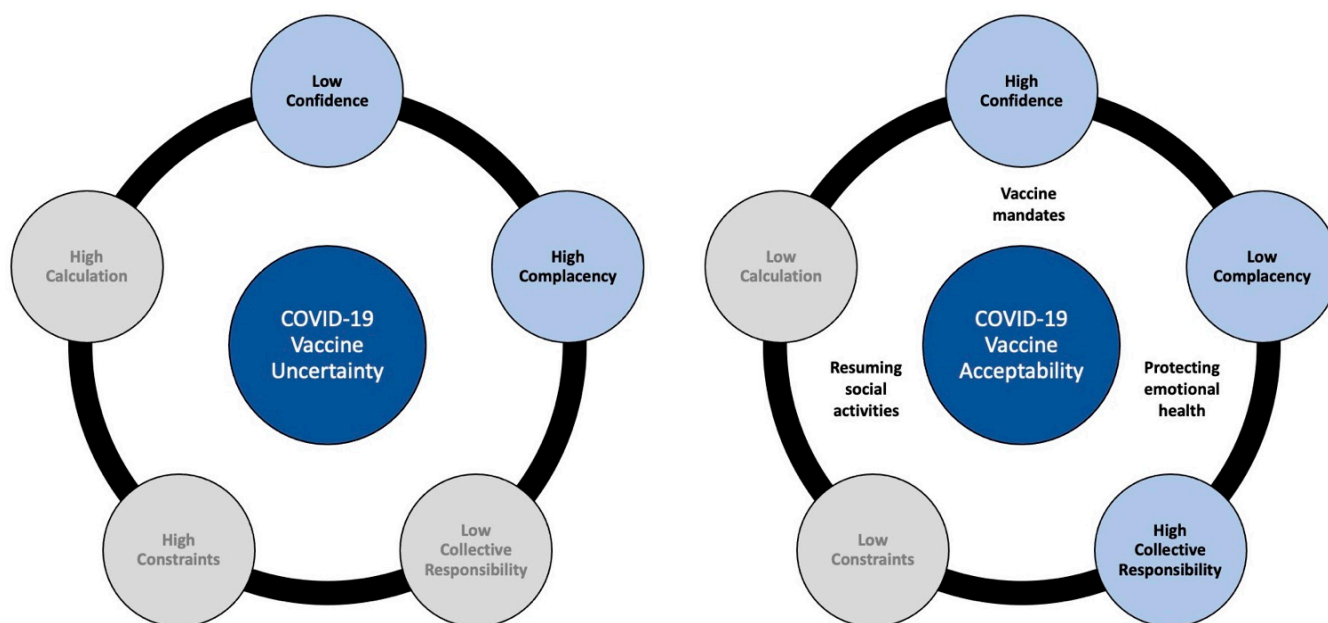 Low
Confidence
High
Calculation
High
Complacency
COVID-19
Vaccine
Uncertainty
High
Constraints
Low
Collective
Responsibility
High
Confidence
Vaccine
mandates
Low
Calculation
Low
Complacency
COVID-19
Vaccine
Acceptability
Resuming
social
activities
Protecting
emotional
health
Low
Constraints
High
Collective
Responsibility